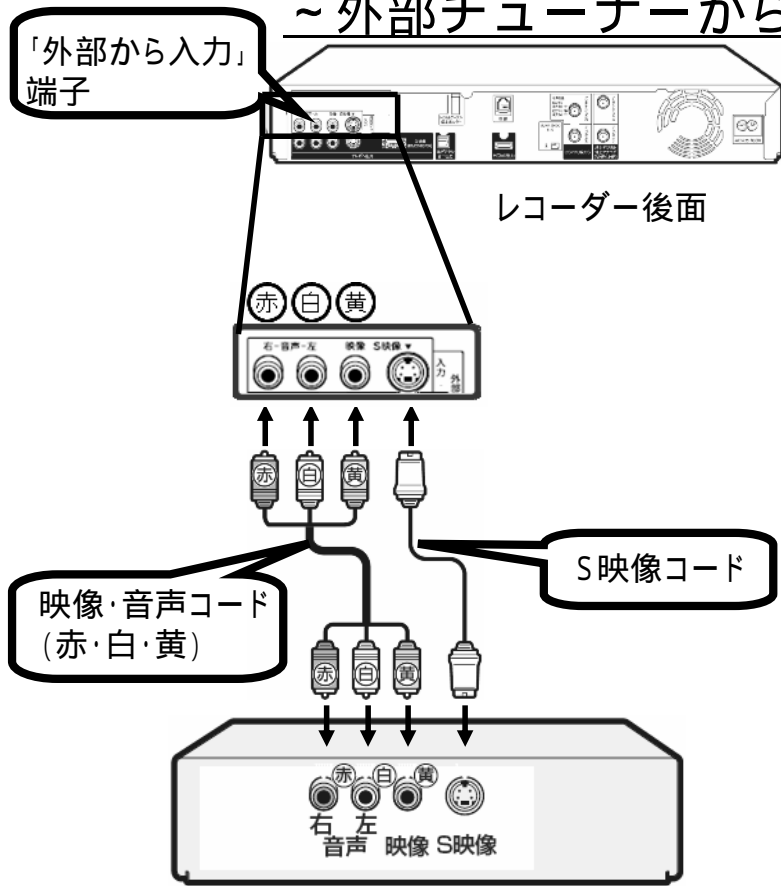 ～外部チューナーから
「外部から入力」
端子
レコーダー後面
赤 白 黄
右-音声-左 映像 S映像▼
入力
外部
赤 白 黄
S映像コード
映像・音声コード
(赤・白・黄)
赤 白 黄
赤 白 黄
右 左
音声 映像 S映像